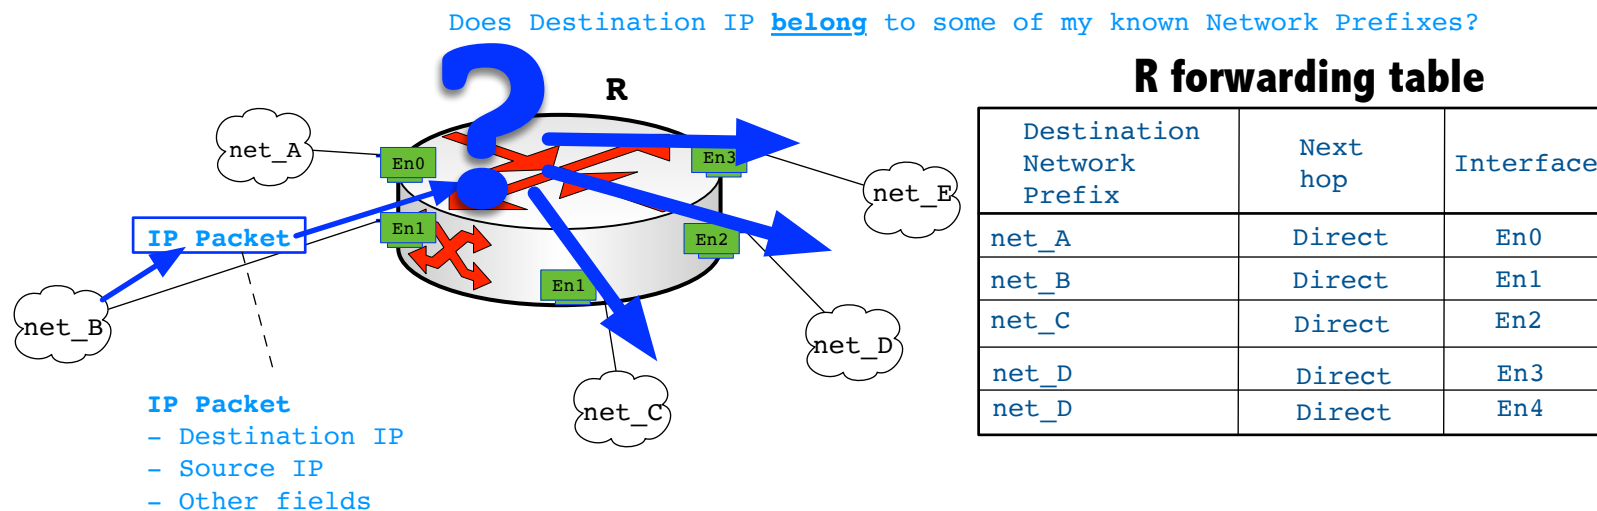 Does Destination IP belong to some of my known Network Prefixes?
?
R
net_A
En0
En3
net_E
IP Packet
En1
En2
En1
net_B
net_D
net_C
IP Packet
- Destination IP
- Source IP
- Other fields
R forwarding table
Destination Network Prefix Next hop Interface
net_A Direct En0
net_B Direct En1
net_C Direct En2
net_D Direct En3
net_D Direct En4